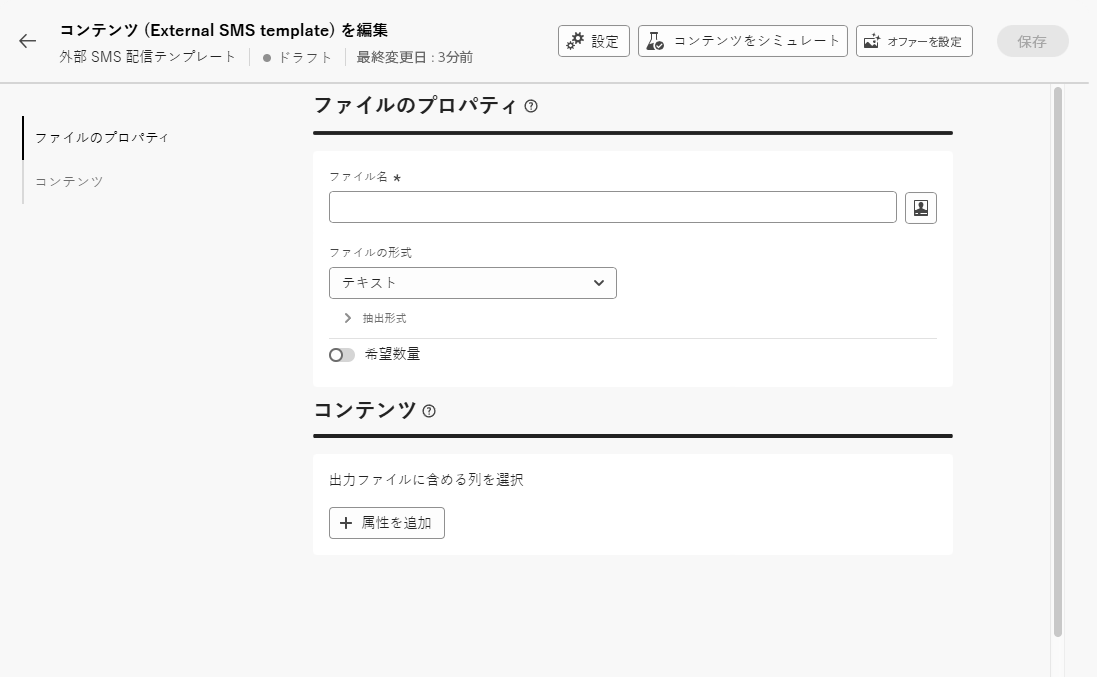 コンテンツ (External SMS template) を編集
外部 SMS 配信テンプレート
ドラフト
最終変更日 : 3分前
設定
コンテンツをシミュレート
オファーを設定
保存
ファイルのプロパティ
コンテンツ
ファイルのプロパティ
ファイル名 *
ファイルの形式
テキスト
抽出形式
希望数量
コンテンツ
出力ファイルに含める列を選択
属性を追加